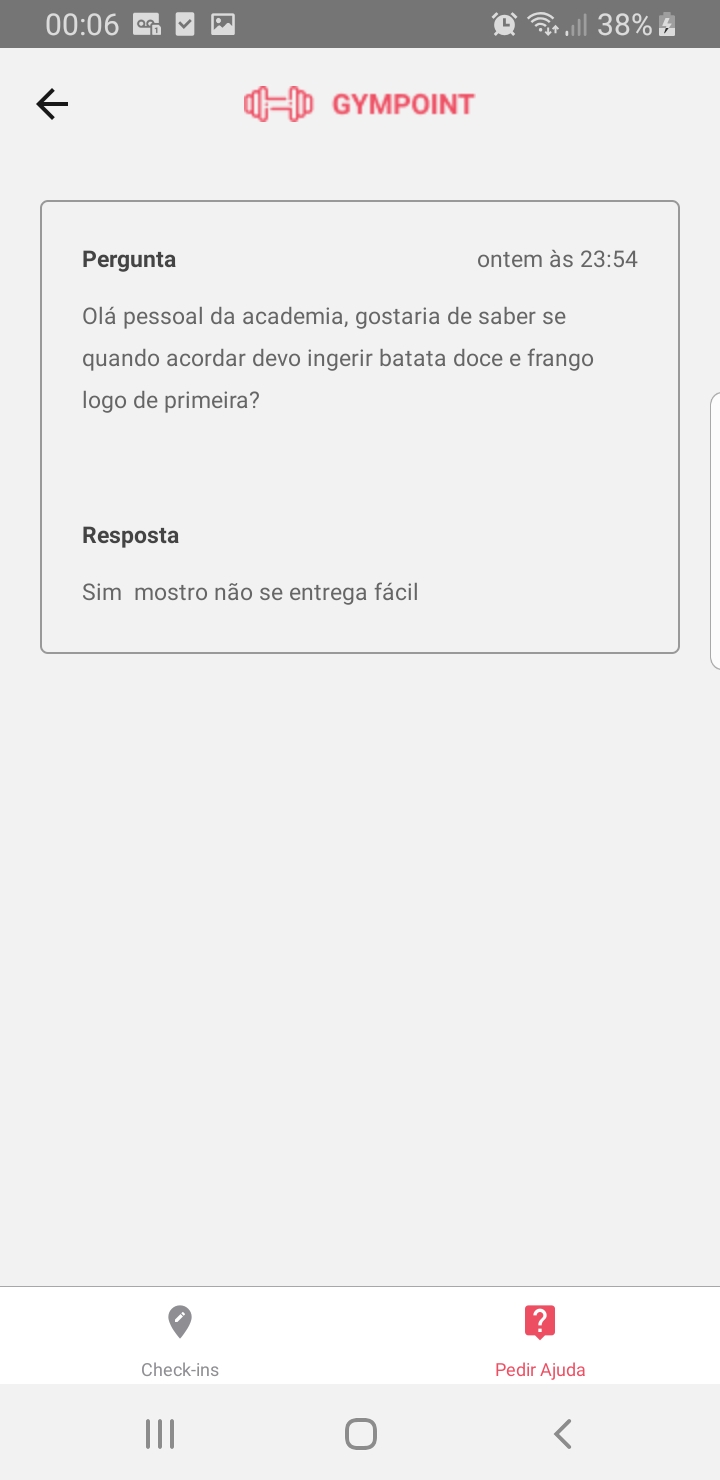 00:06 38%
GYMPOINT
Pergunta ontem às 23:54
Olá pessoal da academia, gostaria de saber se
quando acordar devo ingerir batata doce e frango
logo de primeira?
Resposta
Sim  mostro não se entrega fácil
Check-ins Pedir Ajuda